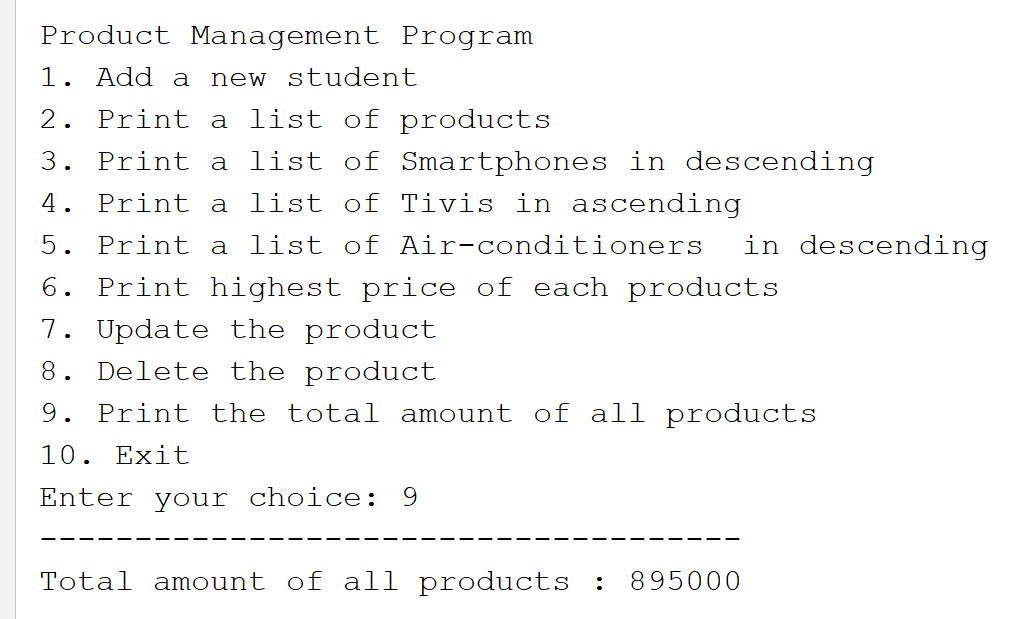 Product Management Program
1. Add a new student
2. Print a list of products
3. Print a list of Smartphones in descending
4. Print a list of Tivis in ascending
5. Print a list of Air-conditioners  in descending
6. Print highest price of each products
7. Update the product
8. Delete the product
9. Print the total amount of all products
10. Exit
Enter your choice: 9
-------------------------------------
Total amount of all products : 895000